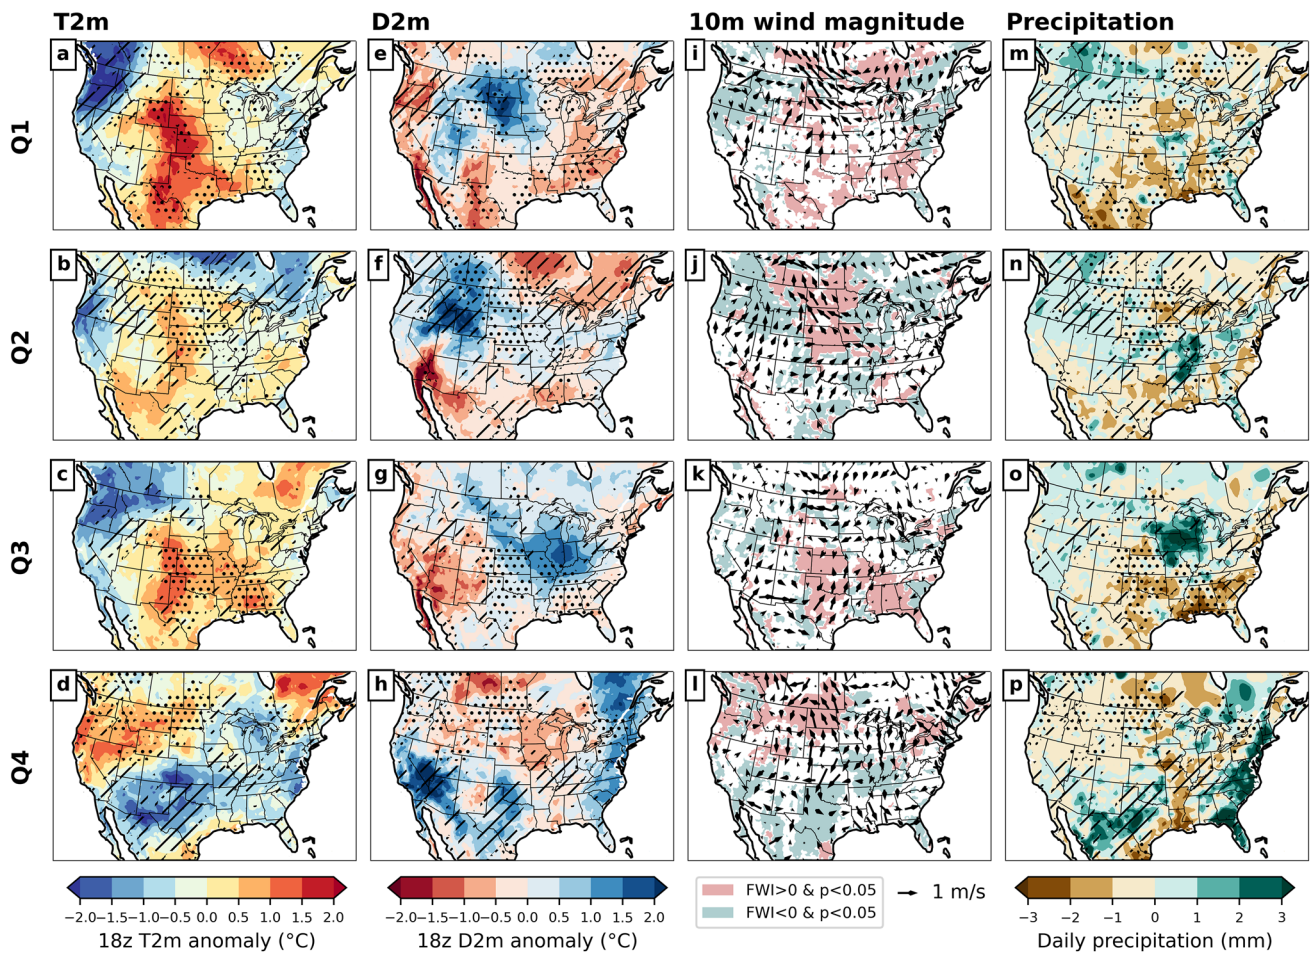 T2m D2m 10m wind magnitude Precipitation
Q1 a e i m
Q2 b f j n
Q3 c g k o
Q4 d h l p
FWI>0 & p<0.05
FWI<0 & p<0.05
1 m/s
−2.0 −1.5 −1.0 −0.5 0.0 0.5 1.0 1.5 2.0
18z T2m anomaly (°C)
−2.0 −1.5 −1.0 −0.5 0.0 0.5 1.0 1.5 2.0
18z D2m anomaly (°C)
−3 −2 −1 0 1 2 3
Daily precipitation (mm)